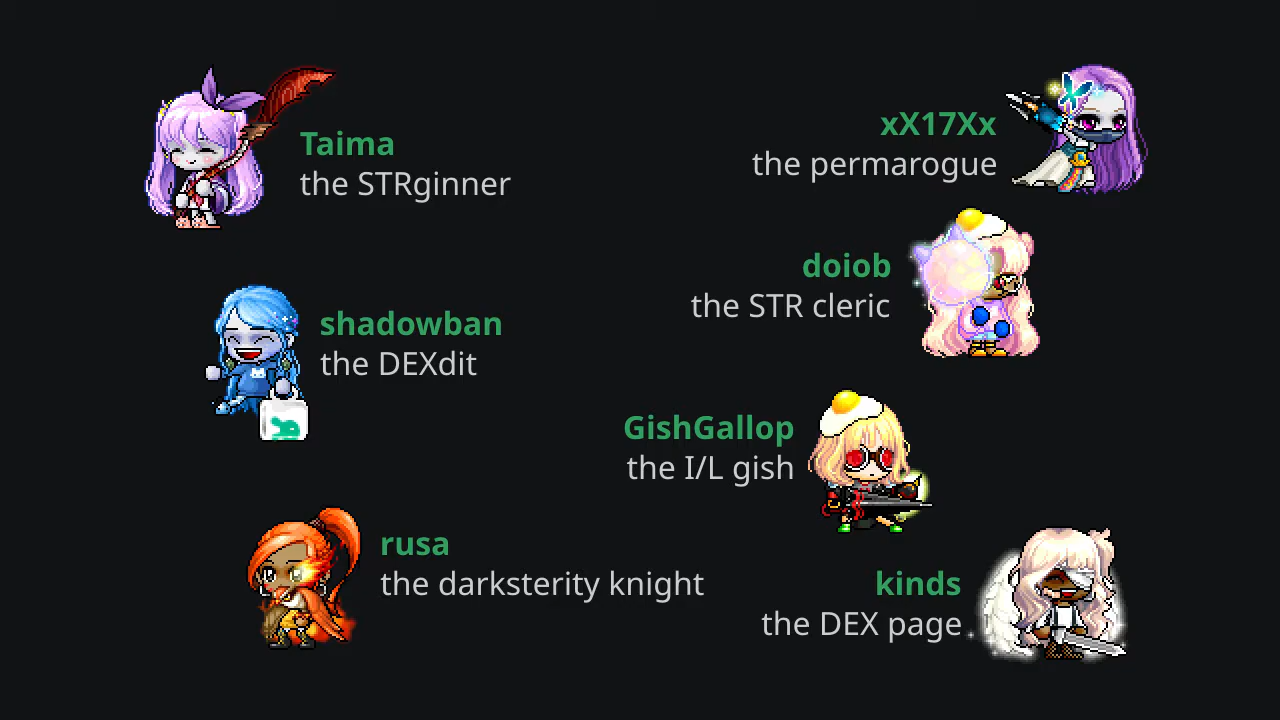 Taima
the STRginner
xX17Xx
the permarogue
doiob
the STR cleric
shadowban
the DEXdit
GishGallop
the I/L gish
rusa
the darksterity knight
kinds
the DEX page